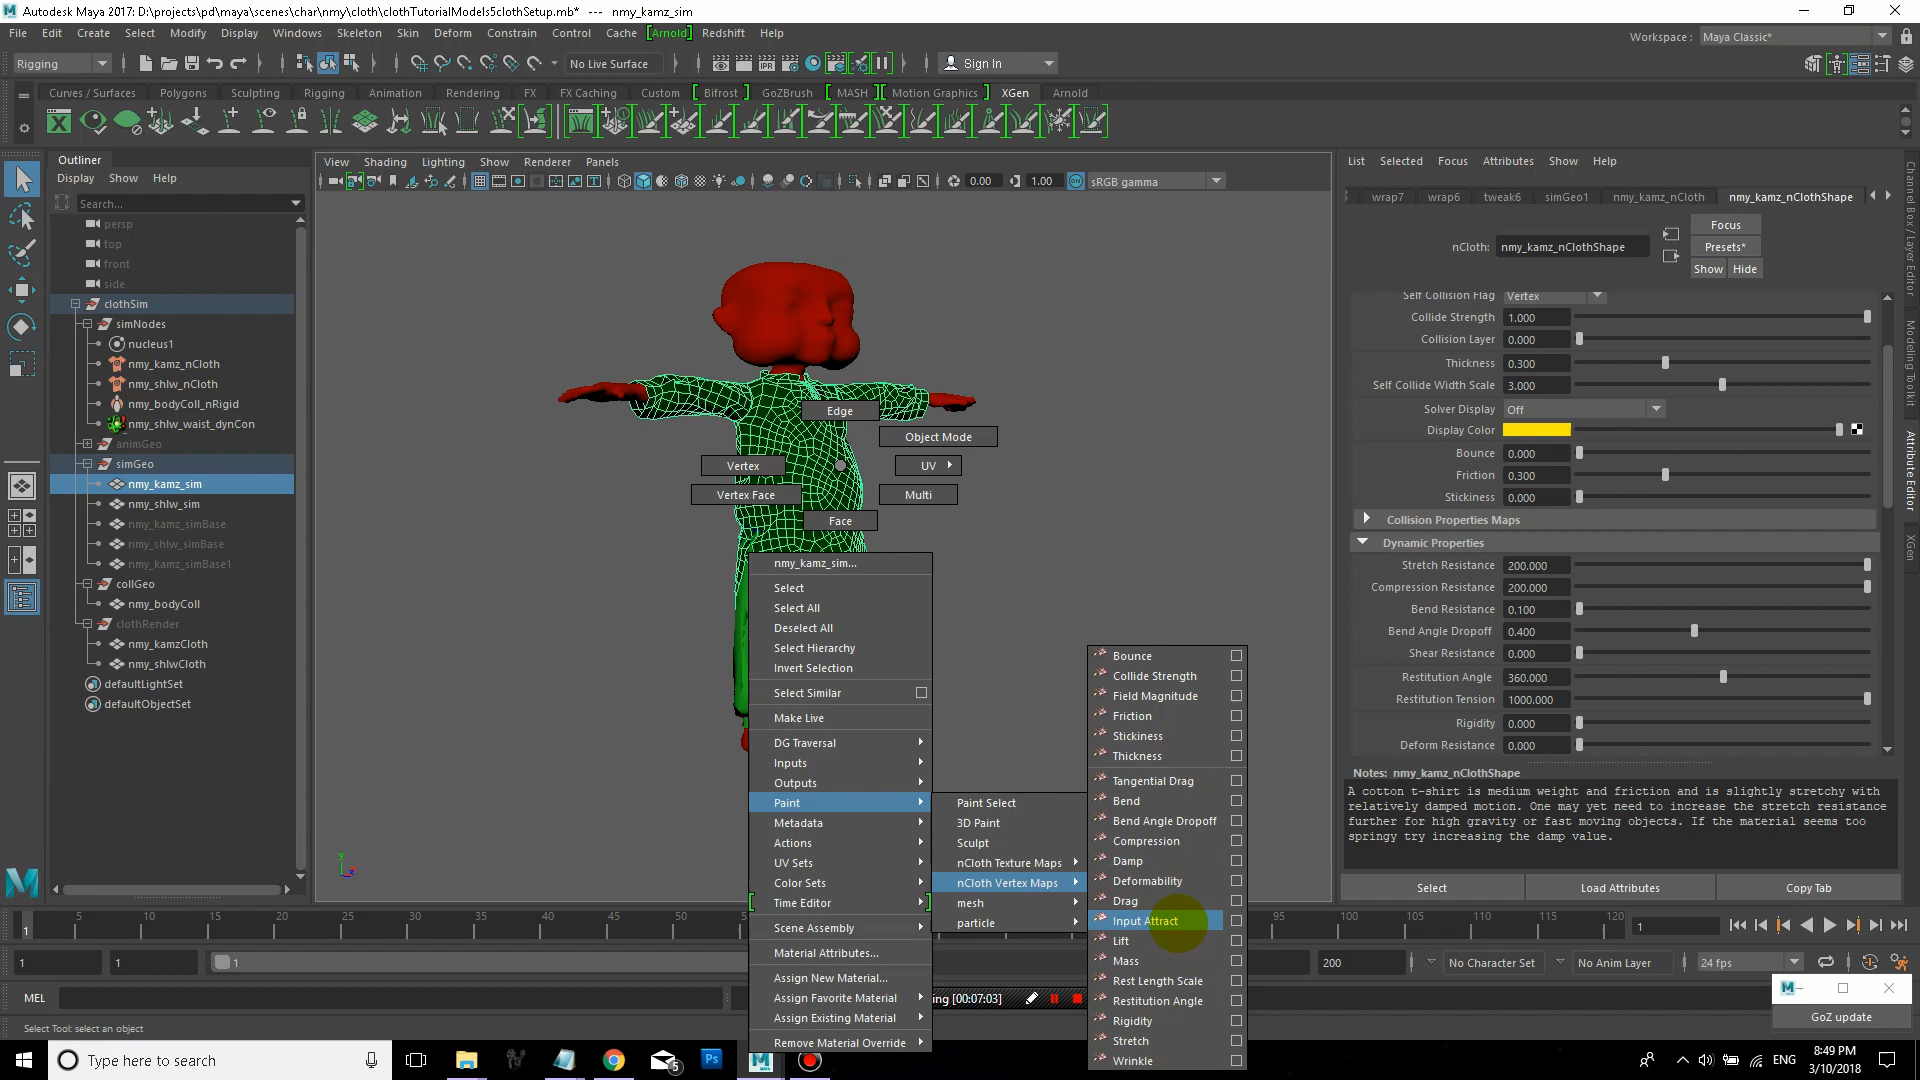 Autodesk Maya 2017: D:\projects\pd\maya\scenes\char\nmy\cloth\clothTutorialModels5clothSetup.mb* --- nmy_kamz_sim
File Edit Create Select Modify Display Windows Skeleton Skin Deform Constrain Control Cache Arnold Redshift Help
Workspace : Maya Classic*
Rigging No Live Surface Sign In
Curves / Surfaces Polygons Sculpting Rigging Animation Rendering FX FX Caching Custom Bifrost GoZBrush MASH Motion Graphics XGen Arnold
Outliner
Display Show Help
Search...
persp
top
front
side
clothSim
simNodes
nucleus1
nmy_kamz_nCloth
nmy_shlw_nCloth
nmy_bodyColl_nRigid
nmy_shlw_waist_dynCon
animGeo
simGeo
nmy_kamz_sim
nmy_shlw_sim
nmy_kamz_simBase
nmy_shlw_simBase
nmy_kamz_simBase1
collGeo
nmy_bodyColl
clothRender
nmy_kamzCloth
nmy_shlwCloth
defaultLightSet
defaultObjectSet
View Shading Lighting Show Renderer Panels
0.00 1.00 sRGB gamma
Edge
Object Mode
Vertex
UV
Vertex Face
Multi
Face
nmy_kamz_sim...
Select
Select All
Deselect All
Select Hierarchy
Invert Selection
Select Similar
Make Live
DG Traversal
Inputs
Outputs
Paint
Metadata
Actions
UV Sets
Color Sets
Time Editor
Scene Assembly
Material Attributes...
Assign New Material...
Assign Favorite Material
Assign Existing Material
Remove Material Override
Paint Select
3D Paint
Sculpt
nCloth Texture Maps
nCloth Vertex Maps
mesh
particle
Bounce
Collide Strength
Field Magnitude
Friction
Stickiness
Thickness
Tangential Drag
Bend
Bend Angle Dropoff
Compression
Damp
Deformability
Drag
Input Attract
Lift
Mass
Rest Length Scale
Restitution Angle
Rigidity
Stretch
Wrinkle
List Selected Focus Attributes Show Help
wrap7 wrap6 tweak6 simGeo1 nmy_kamz_nCloth nmy_kamz_nClothShape
Focus
nCloth: nmy_kamz_nClothShape Presets*
Show Hide
Self Collision Flag Vertex
Collide Strength 1.000
Collision Layer 0.000
Thickness 0.300
Self Collide Width Scale 3.000
Solver Display Off
Display Color
Bounce 0.000
Friction 0.300
Stickiness 0.000
Collision Properties Maps
Dynamic Properties
Stretch Resistance 200.000
Compression Resistance 200.000
Bend Resistance 0.100
Bend Angle Dropoff 0.400
Shear Resistance 0.000
Restitution Angle 360.000
Restitution Tension 1000.000
Rigidity 0.000
Deform Resistance 0.000
Notes: nmy_kamz_nClothShape
A cotton t-shirt is medium weight and friction and is slightly stretchy with
relatively damped motion. One may yet need to increase the stretch resistance
further for high gravity or fast moving objects. If the material seems too
springy try increasing the damp value.
Select Load Attributes Copy Tab
Channel Box / Layer Editor
Modeling Toolkit
Attribute Editor
XGen
1 5 10 15 20 25 30 35 40 45 50 55 95 100 105 110 115 120 1
1 1 1 200 No Character Set No Anim Layer 24 fps
MEL ing [00:07:03]
GoZ update
Select Tool: select an object
Type here to search 5 Ps ENG 8:49 PM
3/10/2018